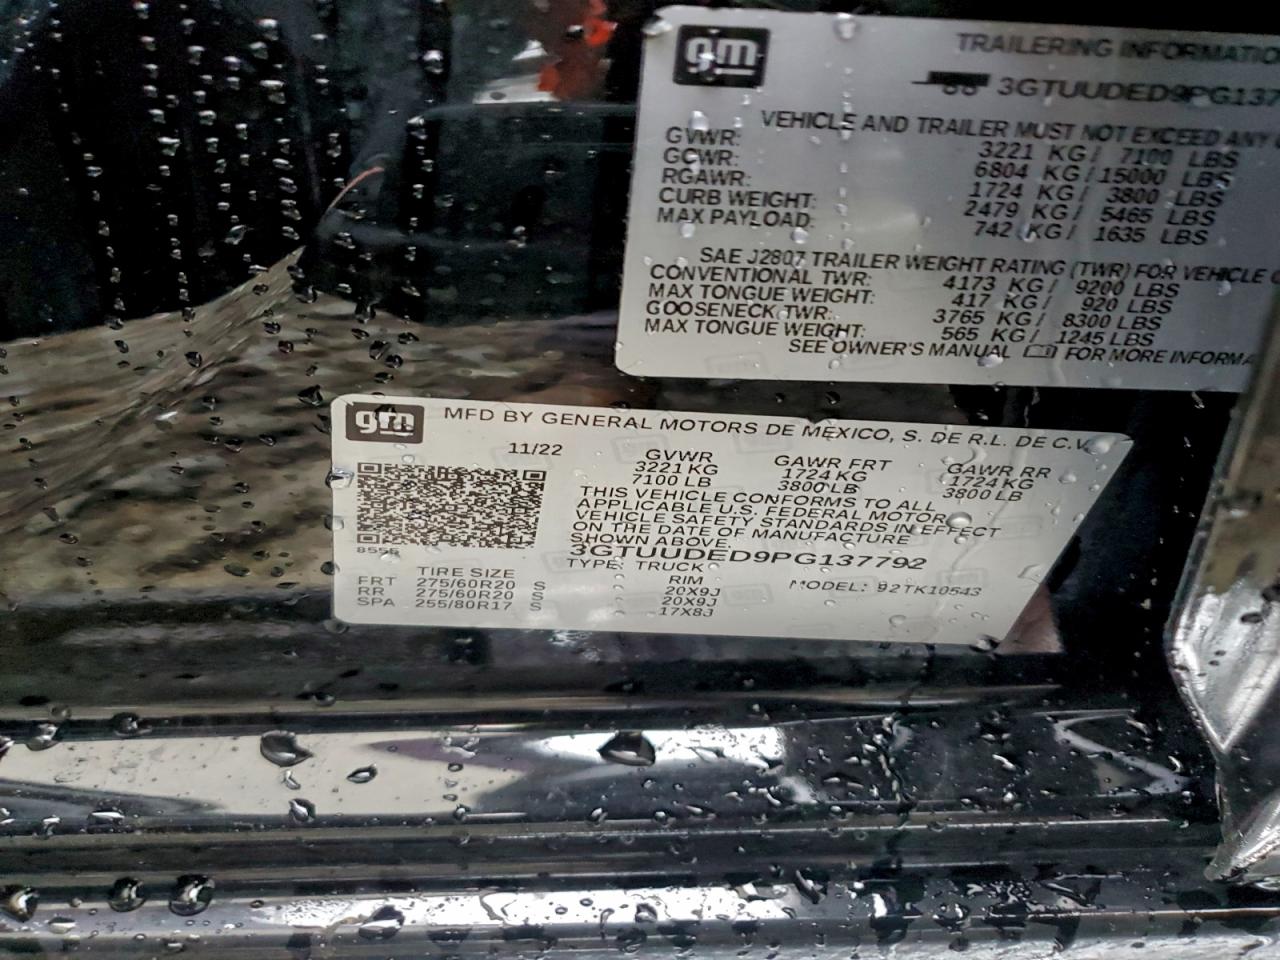 gm
TRAILERING INFORMATIO
3GTUUDED9PG137
VEHICLE AND TRAILER MUST NOT EXCEED ANY
GVWR: 3221 KG / 7100 LBS
GCWR: 6804 KG / 15000 LBS
RGAWR: 1724 KG / 3800 LBS
CURB WEIGHT: 2479 KG / 5465 LBS
MAX PAYLOAD: 742 KG / 1635 LBS
SAE J2807 TRAILER WEIGHT RATING (TWR) FOR VEHICLE
CONVENTIONAL TWR: 4173 KG / 9200 LBS
MAX TONGUE WEIGHT: 417 KG / 920 LBS
GOOSENECK TWR: 3765 KG / 8300 LBS
MAX TONGUE WEIGHT: 565 KG / 1245 LBS
SEE OWNER'S MANUAL FOR MORE INFORMA
gm
MFD BY GENERAL MOTORS DE MEXICO, S. DE R.L. DE C.V.
11/22 GVWR GAWR FRT GAWR RR
3221 KG 1724 KG 1724 KG
7100 LB 3800 LB 3800 LB
THIS VEHICLE CONFORMS TO ALL
APPLICABLE U.S. FEDERAL MOTOR
VEHICLE SAFETY STANDARDS IN EFFECT
ON THE DATE OF MANUFACTURE
SHOWN ABOVE.
3GTUUDED9PG137792
8556
TYPE: TRUCK MODEL: 92TK10543
TIRE SIZE RIM
FRT 275/60R20 S 20X9J
RR 275/60R20 S 20X9J
SPA 255/80R17 S 17X8J